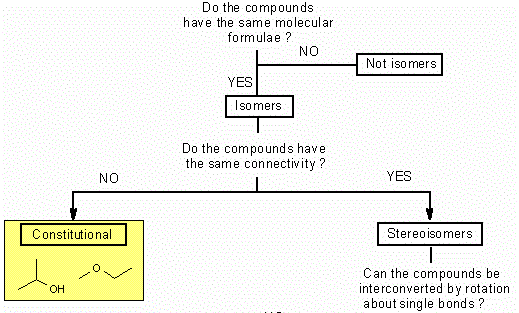 Do the compounds
have the same molecular
formulae ?
NO
Not isomers
YES
Isomers
Do the compounds have
the same connectivity ?
NO
YES
Constitutional
Stereoisomers
O
OH
Can the compounds be
interconverted by rotation
about single bonds ?